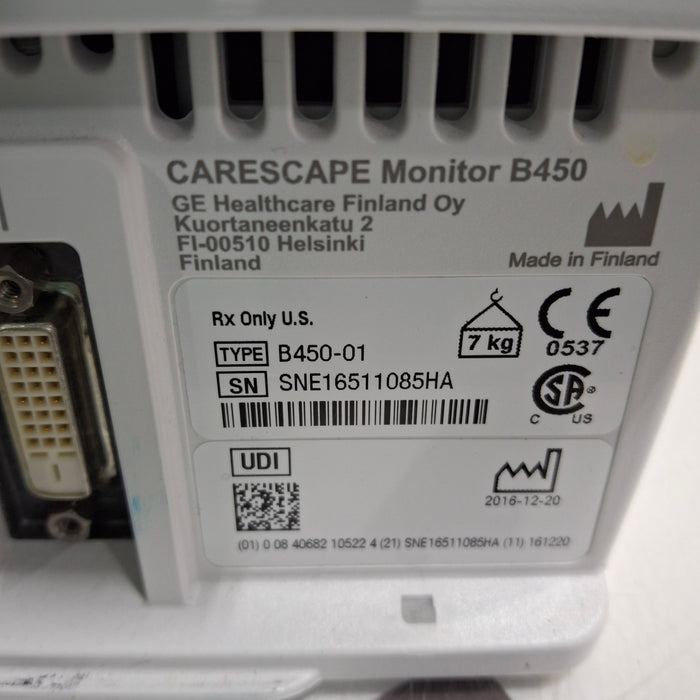 CARESCAPE Monitor B450
GE Healthcare Finland Oy
Kuortaneenkatu 2
FI-00510 Helsinki
Finland
Made in Finland
Rx Only U.S.
7 kg
CE
0537
TYPE B450-01
SN SNE16511085HA
SA ®
C US
UDI
2016-12-20
(01) 0 08 40682 10522 4 (21) SNE16511085HA (11) 161220